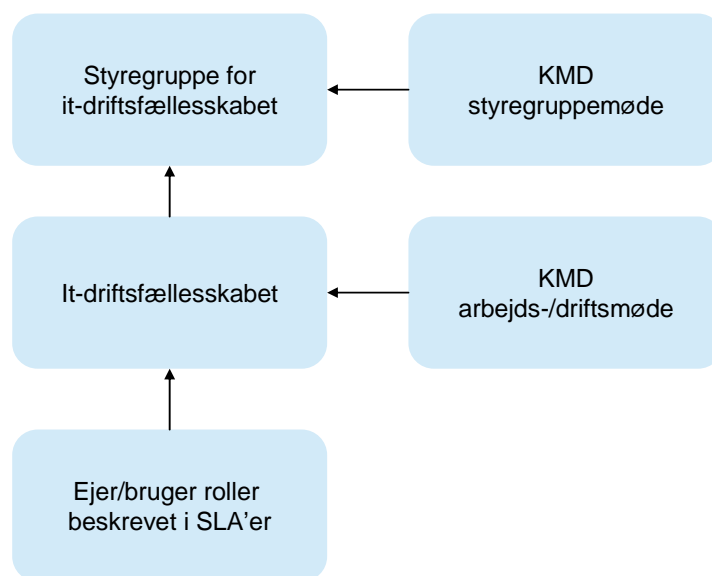 Styregruppe for
it-driftsfællesskabet
KMD
styregruppemøde
It-driftsfællesskabet
KMD
arbejds-/driftsmøde
Ejer/bruger roller
beskrevet i SLA’er